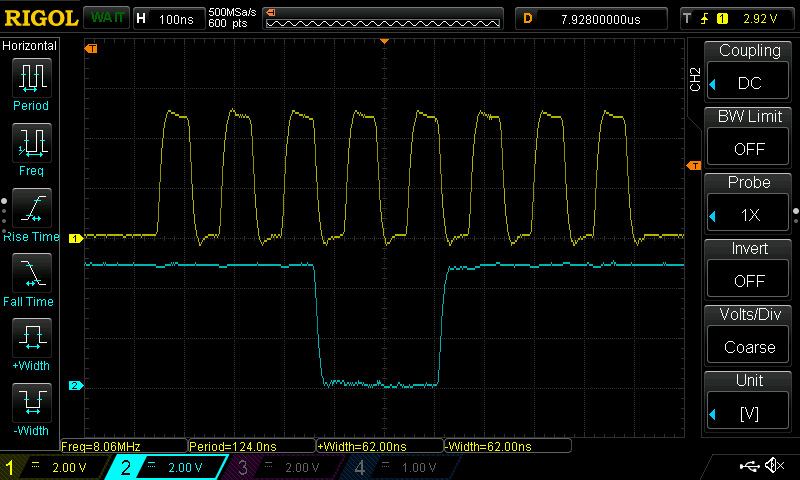 RIGOL WAIT H 100ns 500MSa/s D 7.92800000us T 1 2.92 V
600 pts
Horizontal
Period
Freq
Rise Time
Fall Time
+Width
-Width
T
1
2
T
CH2
Coupling
DC
BW Limit
OFF
Probe
1X
Invert
OFF
Volts/Div
Coarse
Unit
[V]
Freq=8.06MHz Period=124.0ns +Width=62.00ns -Width=62.00ns
1 2.00 V 2 2.00 V 3 2.00 V 4 1.00 V